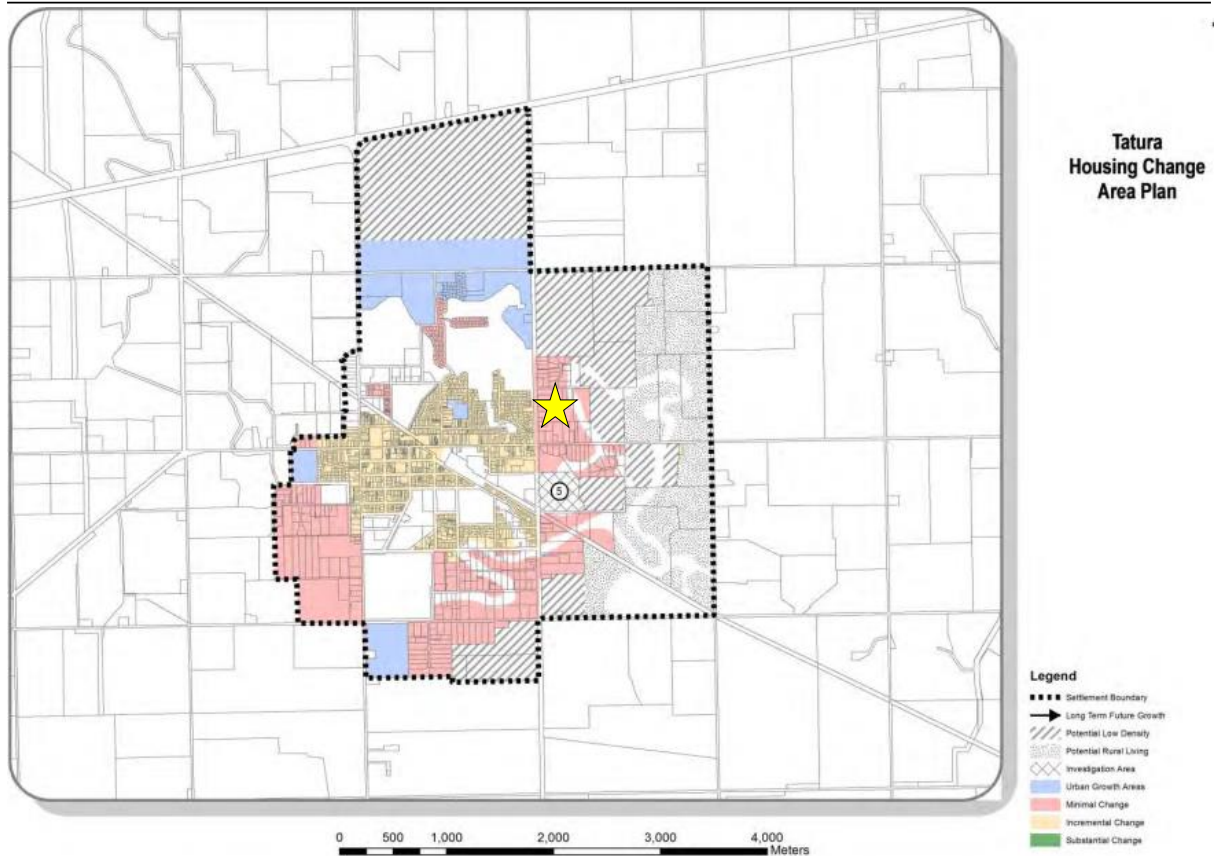 Tatura
Housing Change
Area Plan
5
Legend
Settlement Boundary
Long Term Future Growth
Potential Low Density
Potential Rural Living
Investigation Area
Urban Growth Areas
Minimal Change
Incremental Change
Substantial Change
0 500 1,000 2,000 3,000 4,000
Meters